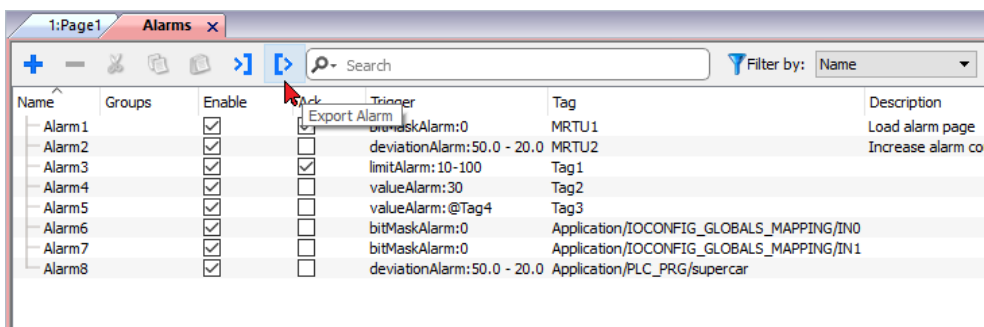 1:Page1 Alarms x
Search Filter by: Name
Name Groups Enable Ack Trigger Tag Description
Export Alarm
Alarm1 bitMaskAlarm:0 MRTU1 Load alarm page
Alarm2 deviationAlarm:50.0 - 20.0 MRTU2 Increase alarm co
Alarm3 limitAlarm:10-100 Tag1
Alarm4 valueAlarm:30 Tag2
Alarm5 valueAlarm:@Tag4 Tag3
Alarm6 bitMaskAlarm:0 Application/IOCONFIG_GLOBALS_MAPPING/IN0
Alarm7 bitMaskAlarm:0 Application/IOCONFIG_GLOBALS_MAPPING/IN1
Alarm8 deviationAlarm:50.0 - 20.0 Application/PLC_PRG/supercar